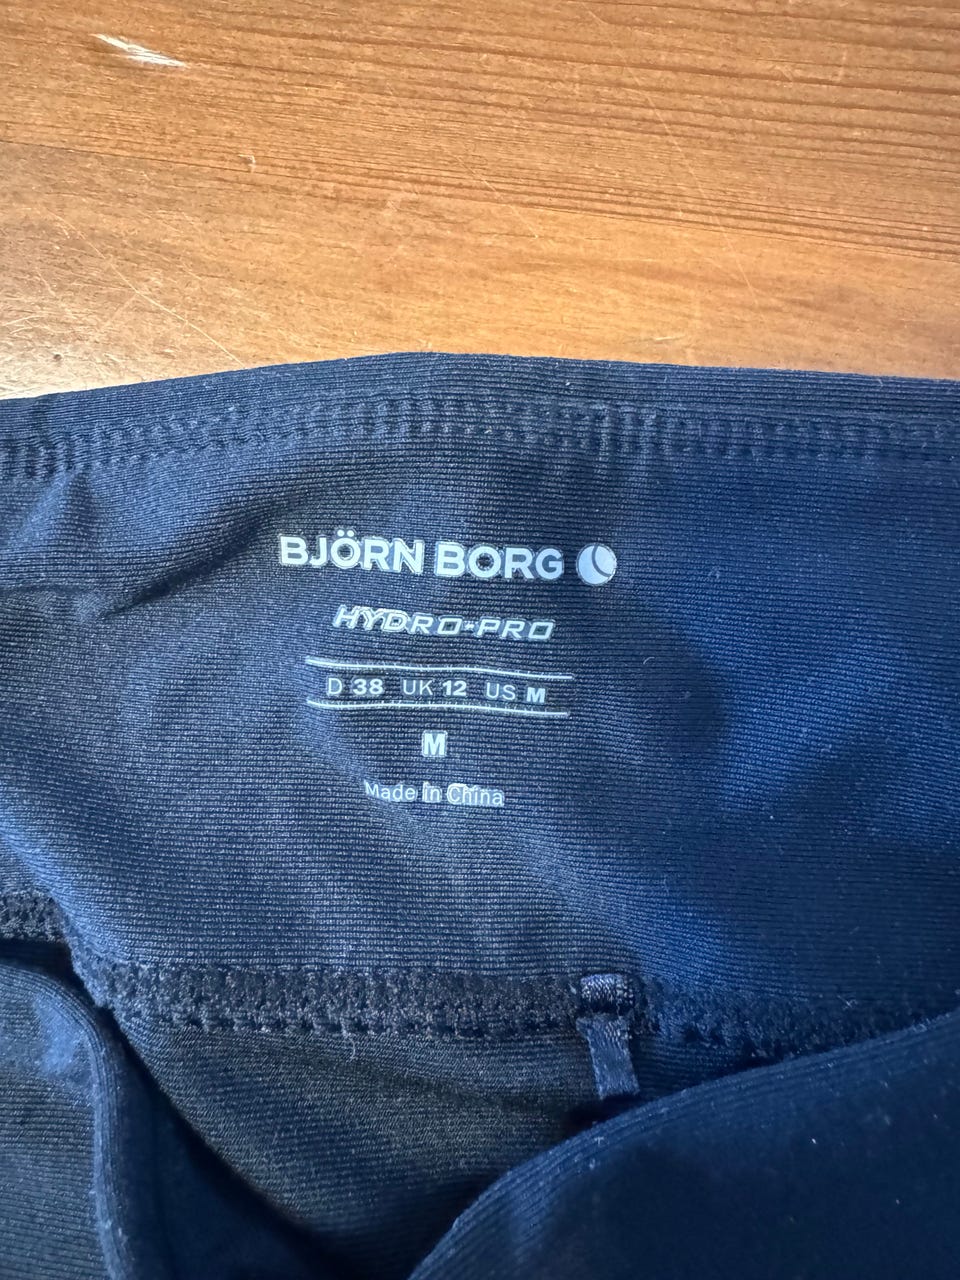 BJÖRN BORG
HYDRO-PRO
D 38 UK 12 US M
M
Made in China